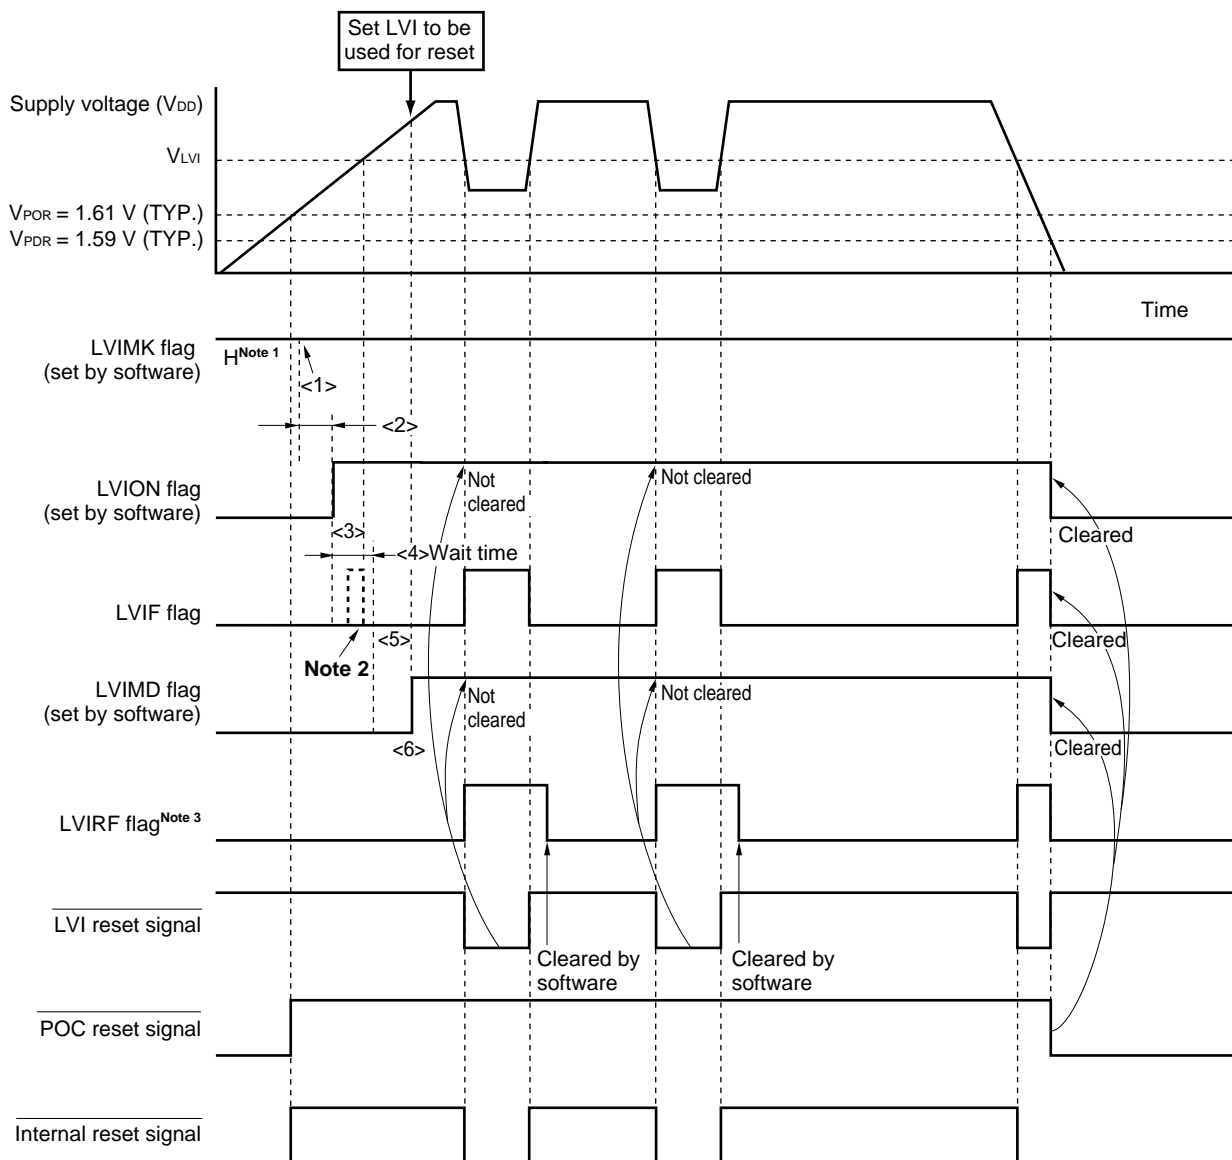 Set LVI to be
used for reset
Supply voltage (VDD)
VLVI
VPOR = 1.61 V (TYP.)
VPDR = 1.59 V (TYP.)
Time
LVIMK flag
(set by software)
HNote 1
<1>
<2>
LVION flag
(set by software)
Not
cleared
Not cleared
Cleared
<3>
<4>Wait time
LVIF flag
<5>
Note 2
Cleared
LVIMD flag
(set by software)
Not
cleared
Not cleared
<6>
Cleared
LVIRF flagNote 3
LVI reset signal
Cleared by
software
Cleared by
software
POC reset signal
Internal reset signal